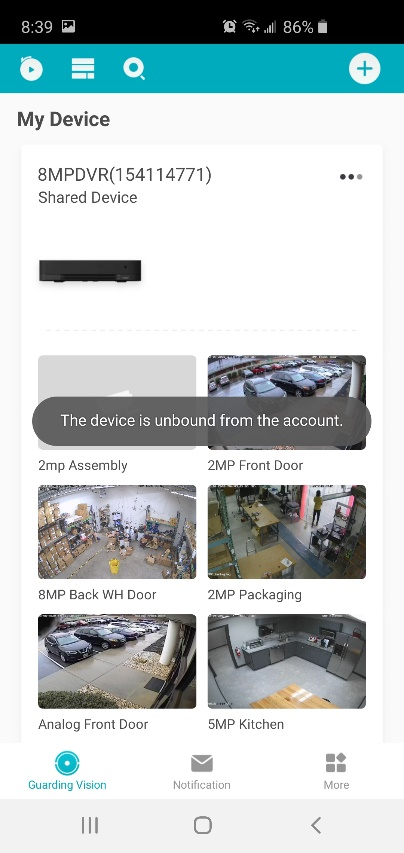 8:39
86%
My Device
8MPDVR(154114771)
Shared Device
The device is unbound from the account.
2mp Assembly
2MP Front Door
8MP Back WH Door
2MP Packaging
Analog Front Door
5MP Kitchen
Guarding Vision
Notification
More